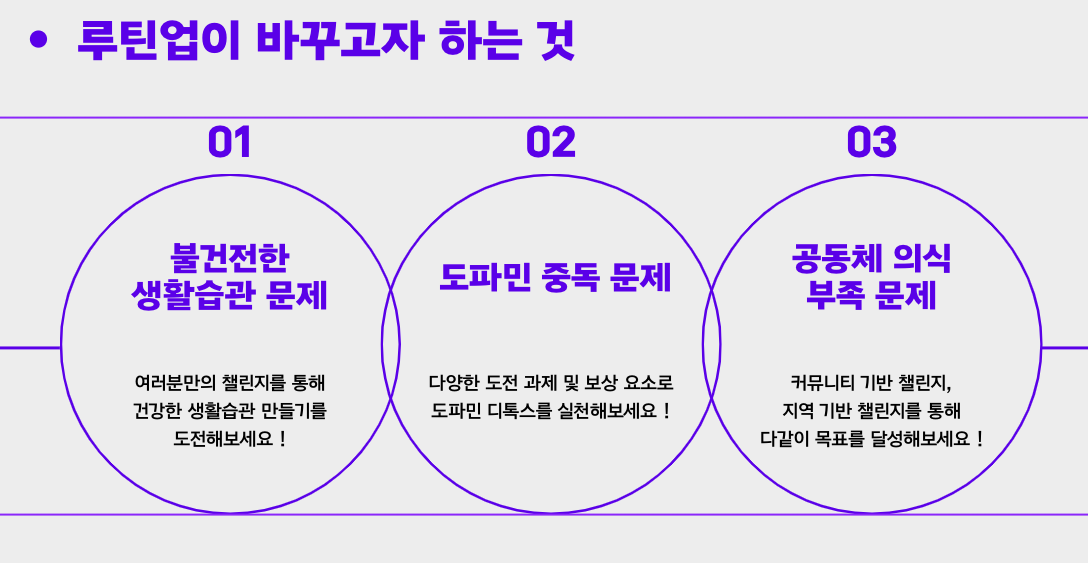 • 루틴업이 바꾸고자 하는 것
01
불건전한
생활습관 문제
여러분만의 챌린지를 통해
건강한 생활습관 만들기를
도전해보세요 !
02
도파민 중독 문제
다양한 도전 과제 및 보상 요소로
도파민 디톡스를 실천해보세요 !
03
공동체 의식
부족 문제
커뮤니티 기반 챌린지,
지역 기반 챌린지를 통해
다같이 목표를 달성해보세요 !